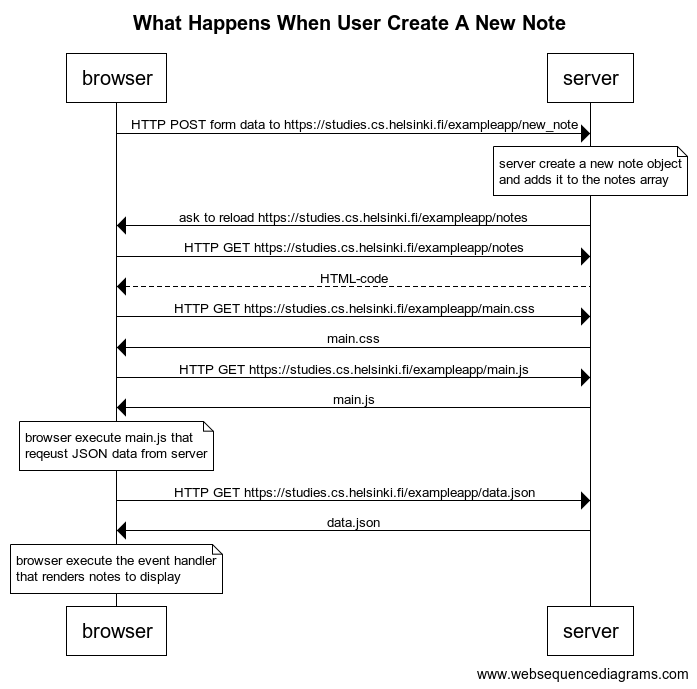 What Happens When User Create A New Note
browser
server
HTTP POST form data to https://studies.cs.helsinki.fi/exampleapp/new_note
server create a new note object
and adds it to the notes array
ask to reload https://studies.cs.helsinki.fi/exampleapp/notes
HTTP GET https://studies.cs.helsinki.fi/exampleapp/notes
HTML-code
HTTP GET https://studies.cs.helsinki.fi/exampleapp/main.css
main.css
HTTP GET https://studies.cs.helsinki.fi/exampleapp/main.js
main.js
browser execute main.js that
reqeust JSON data from server
HTTP GET https://studies.cs.helsinki.fi/exampleapp/data.json
data.json
browser execute the event handler
that renders notes to display
browser
server
www.websequencediagrams.com